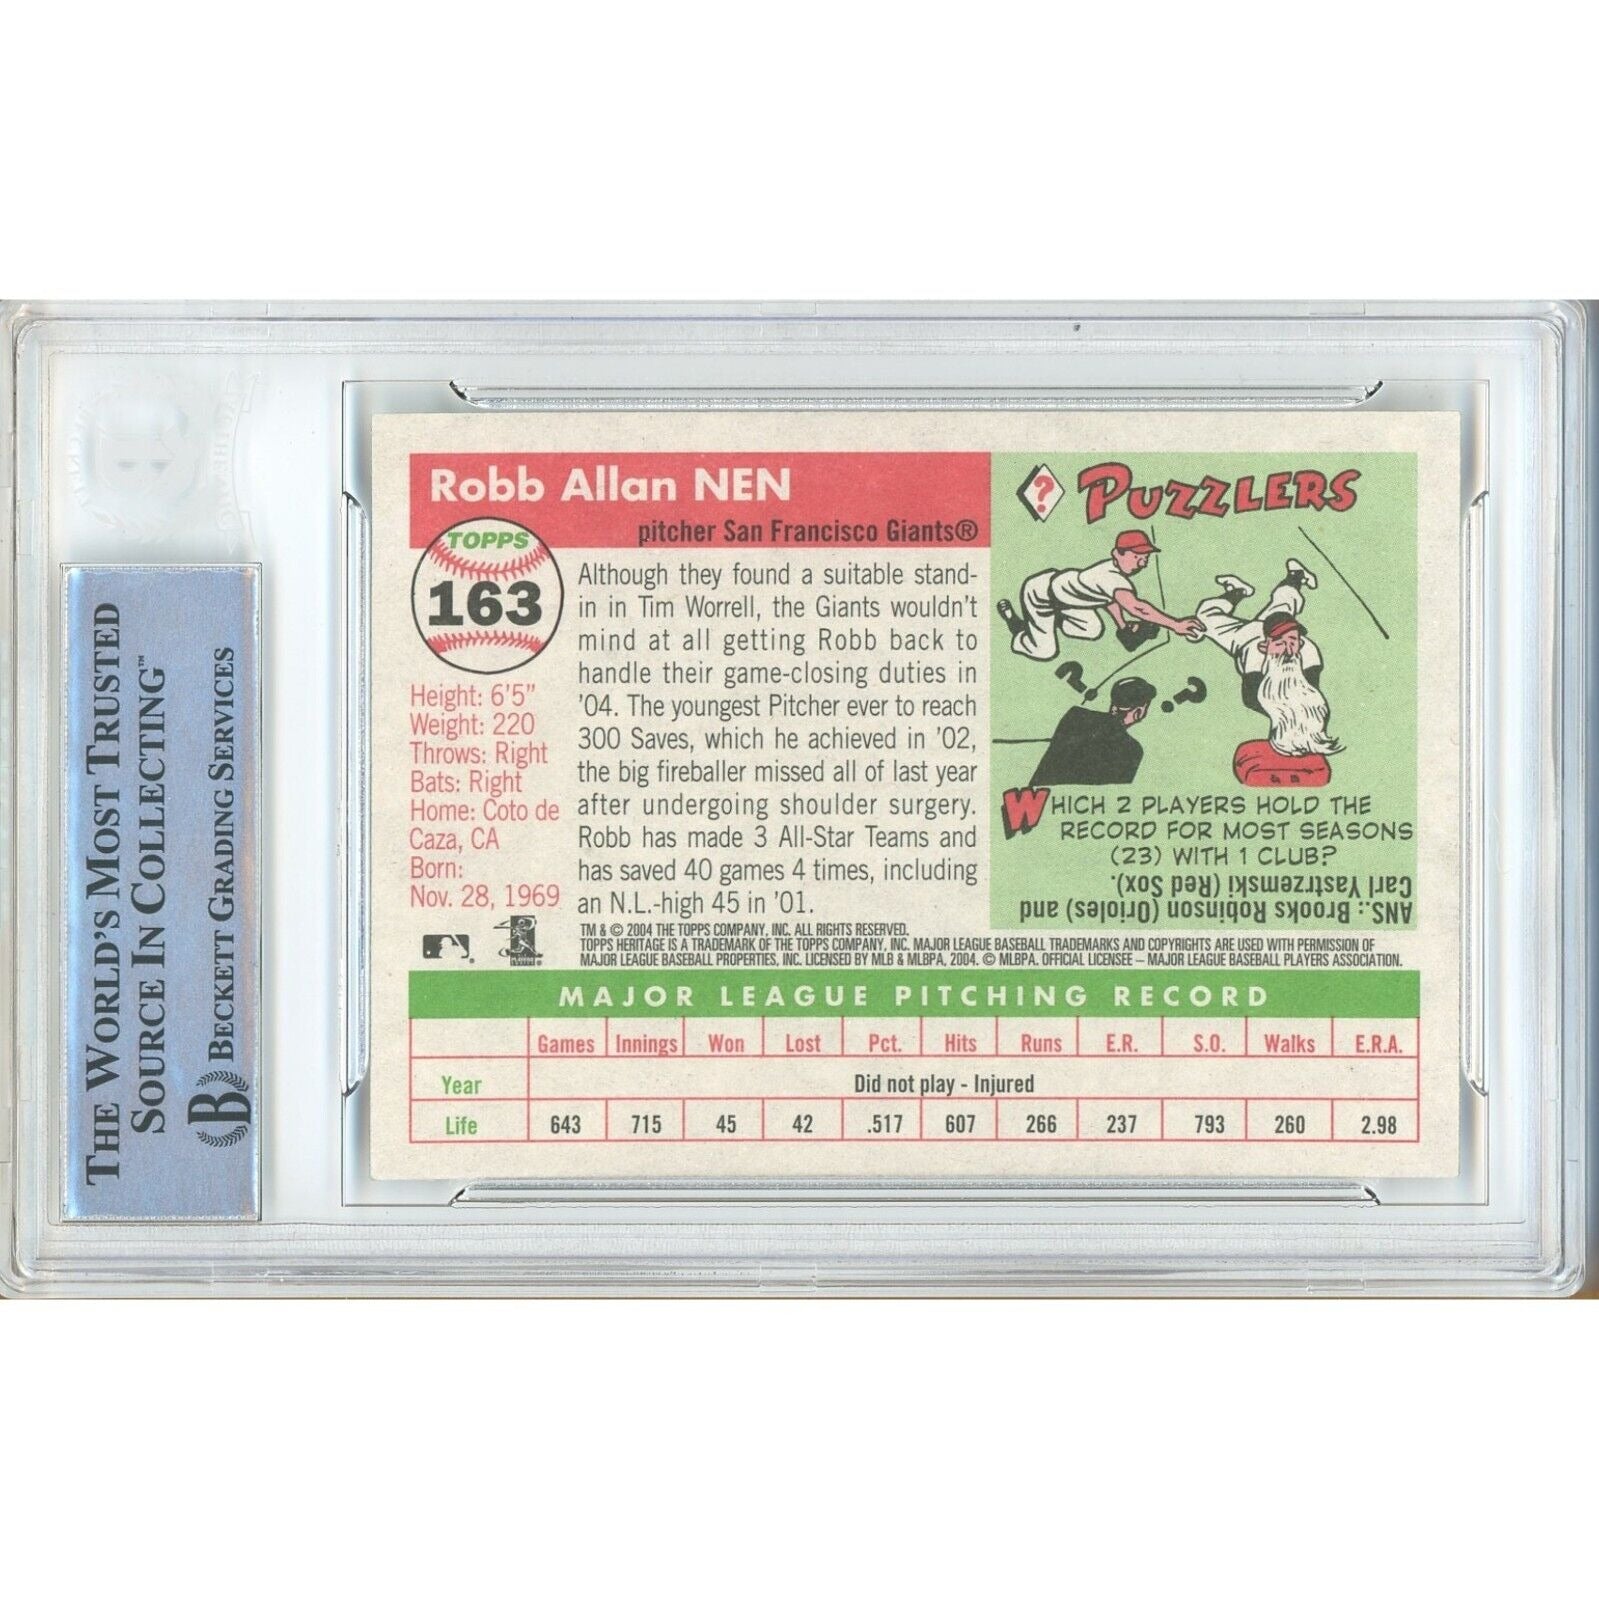 THE WORLD'S MOST TRUSTED
SOURCE IN COLLECTING™
B BECKETT GRADING SERVICES
Robb Allan NEN
pitcher San Francisco Giants®
TOPPS
163
Height: 6'5"
Weight: 220
Throws: Right
Bats: Right
Home: Coto de
Caza, CA
Born:
Nov. 28, 1969
Although they found a suitable stand-
in in Tim Worrell, the Giants wouldn't
mind at all getting Robb back to
handle their game-closing duties in
'04. The youngest Pitcher ever to reach
300 Saves, which he achieved in '02,
the big fireballer missed all of last year
after undergoing shoulder surgery.
Robb has made 3 All-Star Teams and
has saved 40 games 4 times, including
an N.L.-high 45 in '01.
? PUZZLERS
? ?
WHICH 2 PLAYERS HOLD THE
RECORD FOR MOST SEASONS
(23) WITH 1 CLUB?
ANS.: Brooks Robinson (Orioles) and
Carl Yastrzemski (Red Sox).
TM & © 2004 THE TOPPS COMPANY, INC. ALL RIGHTS RESERVED.
TOPPS HERITAGE IS A TRADEMARK OF THE TOPPS COMPANY, INC. MAJOR LEAGUE BASEBALL TRADEMARKS AND COPYRIGHTS ARE USED WITH PERMISSION OF
MAJOR LEAGUE BASEBALL PROPERTIES, INC. LICENSED BY MLB & MLBPA, 2004. © MLBPA. OFFICIAL LICENSEE – MAJOR LEAGUE BASEBALL PLAYERS ASSOCIATION.
MAJOR LEAGUE PITCHING RECORD
Games Innings Won Lost Pct. Hits Runs E.R. S.O. Walks E.R.A.
Year Did not play - Injured
Life 643 715 45 42 .517 607 266 237 793 260 2.98